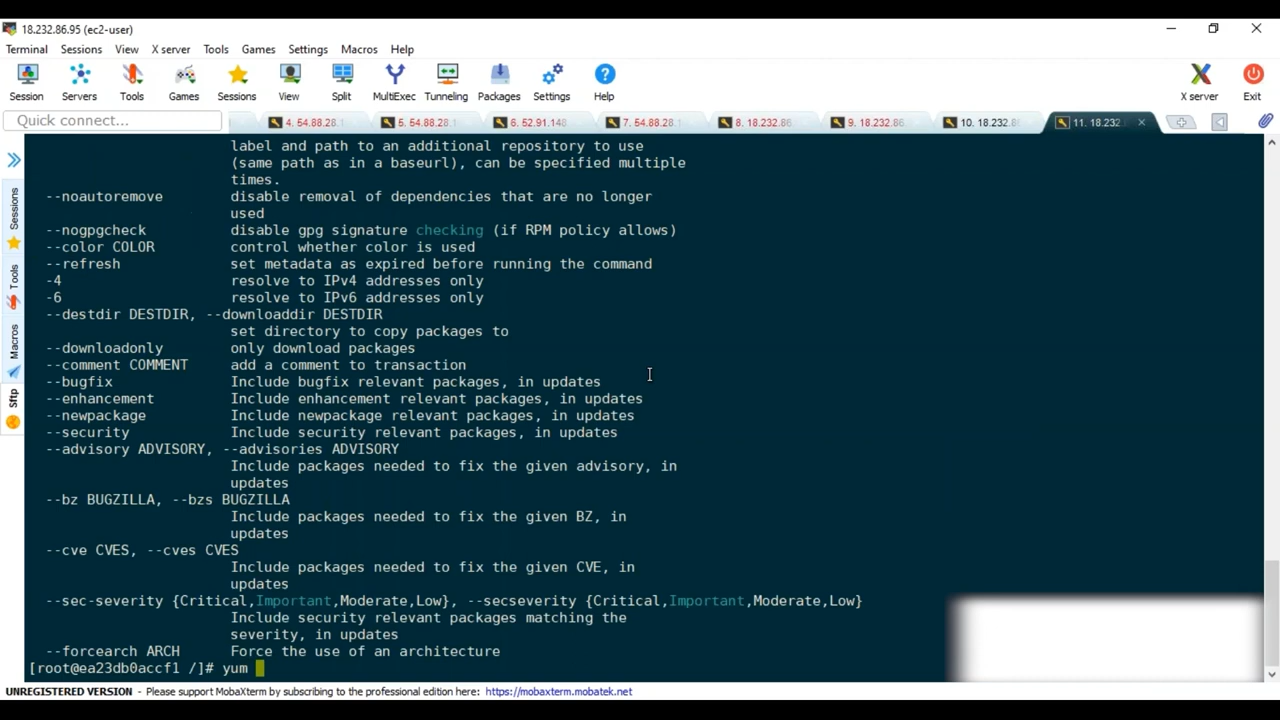 18.232.86.95 (ec2-user)
Terminal Sessions View X server Tools Games Settings Macros Help
Session Servers Tools Games Sessions View Split MultiExec Tunneling Packages Settings Help X server Exit
Quick connect...
4. 54.88.28.1 5. 54.88.28. 6. 52.91.148 7. 54.88.28. 8. 18.232.86 9. 18.232.86. 10. 18.232.8 11. 18.232.
Sessions
Tools
Macros
Sftp
label and path to an additional repository to use
(same path as in a baseurl), can be specified multiple
times.
--noautoremove disable removal of dependencies that are no longer
used
--nogpgcheck disable gpg signature checking (if RPM policy allows)
--color COLOR control whether color is used
--refresh set metadata as expired before running the command
-4 resolve to IPv4 addresses only
-6 resolve to IPv6 addresses only
--destdir DESTDIR, --downloaddir DESTDIR
set directory to copy packages to
--downloadonly only download packages
--comment COMMENT add a comment to transaction
--bugfix Include bugfix relevant packages, in updates
--enhancement Include enhancement relevant packages, in updates
--newpackage Include newpackage relevant packages, in updates
--security Include security relevant packages, in updates
--advisory ADVISORY, --advisories ADVISORY
Include packages needed to fix the given advisory, in
updates
--bz BUGZILLA, --bzs BUGZILLA
Include packages needed to fix the given BZ, in
updates
--cve CVES, --cves CVES
Include packages needed to fix the given CVE, in
updates
--sec-severity {Critical,Important,Moderate,Low}, --secseverity {Critical,Important,Moderate,Low}
Include security relevant packages matching the
severity, in updates
--forcearch ARCH Force the use of an architecture
[root@ea23db0accf1 /]# yum
UNREGISTERED VERSION - Please support MobaXterm by subscribing to the professional edition here: https://mobaxterm.mobatek.net